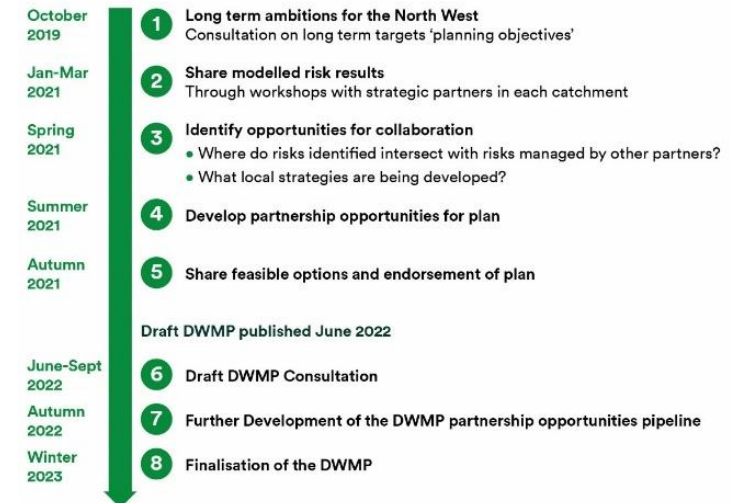 October
2019
1
Long term ambitions for the North West
Consultation on long term targets ‘planning objectives’
Jan-Mar
2021
2
Share modelled risk results
Through workshops with strategic partners in each catchment
Spring
2021
3
Identify opportunities for collaboration
• Where do risks identified intersect with risks managed by other partners?
• What local strategies are being developed?
Summer
2021
4
Develop partnership opportunities for plan
Autumn
2021
5
Share feasible options and endorsement of plan
Draft DWMP published June 2022
June-Sept
2022
6
Draft DWMP Consultation
Autumn
2022
7
Further Development of the DWMP partnership opportunities pipeline
Winter
2023
8
Finalisation of the DWMP